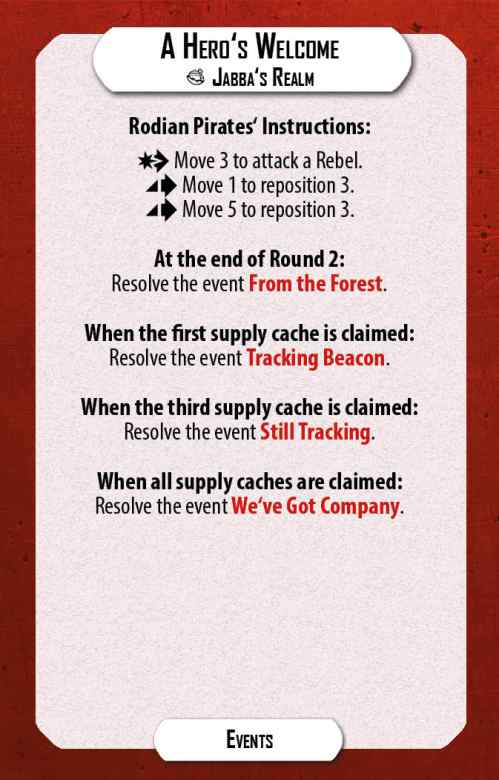 A Hero‘s Welcome
Jabba‘s Realm
Rodian Pirates‘ Instructions:
Move 3 to attack a Rebel.
Move 1 to reposition 3.
Move 5 to reposition 3.
At the end of Round 2:
Resolve the event From the Forest.
When the first supply cache is claimed:
Resolve the event Tracking Beacon.
When the third supply cache is claimed:
Resolve the event Still Tracking.
When all supply caches are claimed:
Resolve the event We‘ve Got Company.
Events